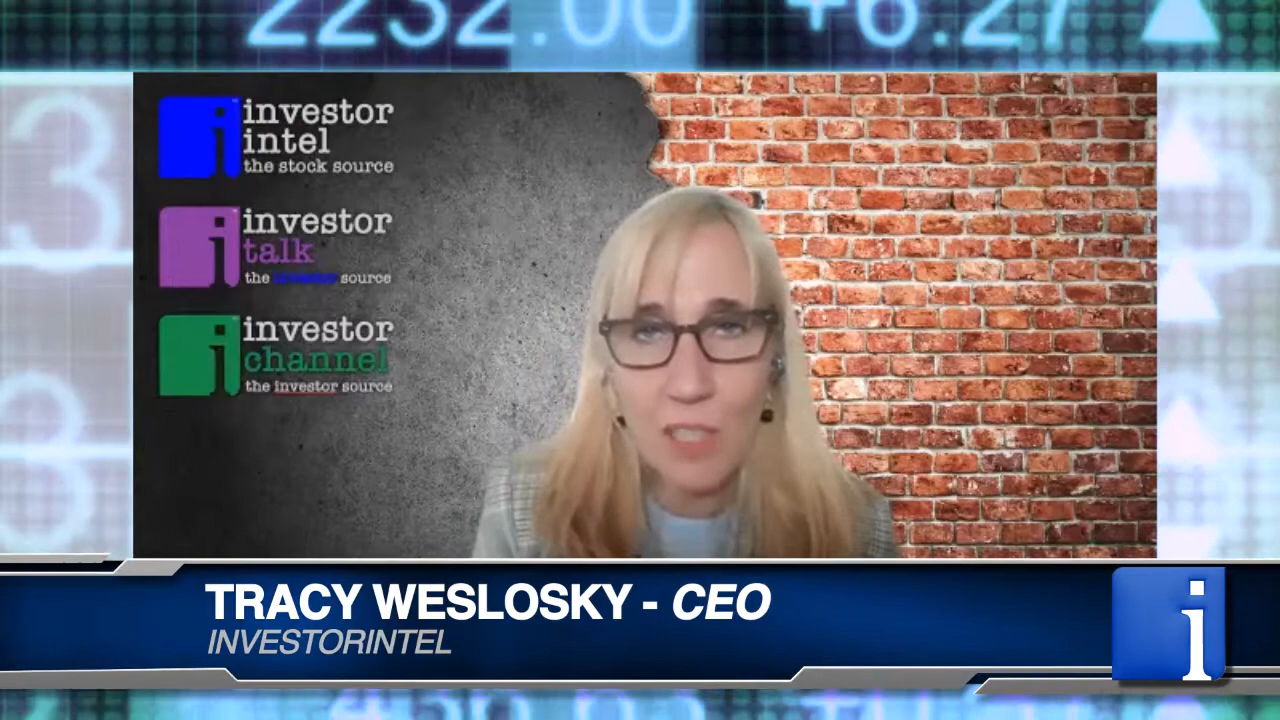 2232.00 +6.27
investor
intel
the stock source
investor
talk
the investor source
investor
channel
the investor source
TRACY WESLOSKY - CEO
INVESTORINTEL
i